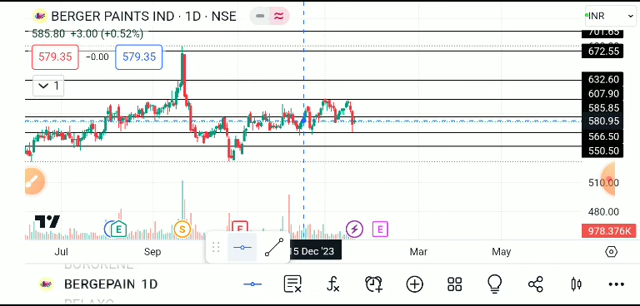 BERGER PAINTS IND · 1D · NSE
INR
585.80 +3.00 (+0.52%)
701.65
579.35 −0.00 579.35
672.55
1
632.60
607.90
585.85
580.95
566.50
550.50
510.00
480.00
E S E E
978.376K
Jul Sep 15 Dec '23 Mar May
BERGEPAIN 1D